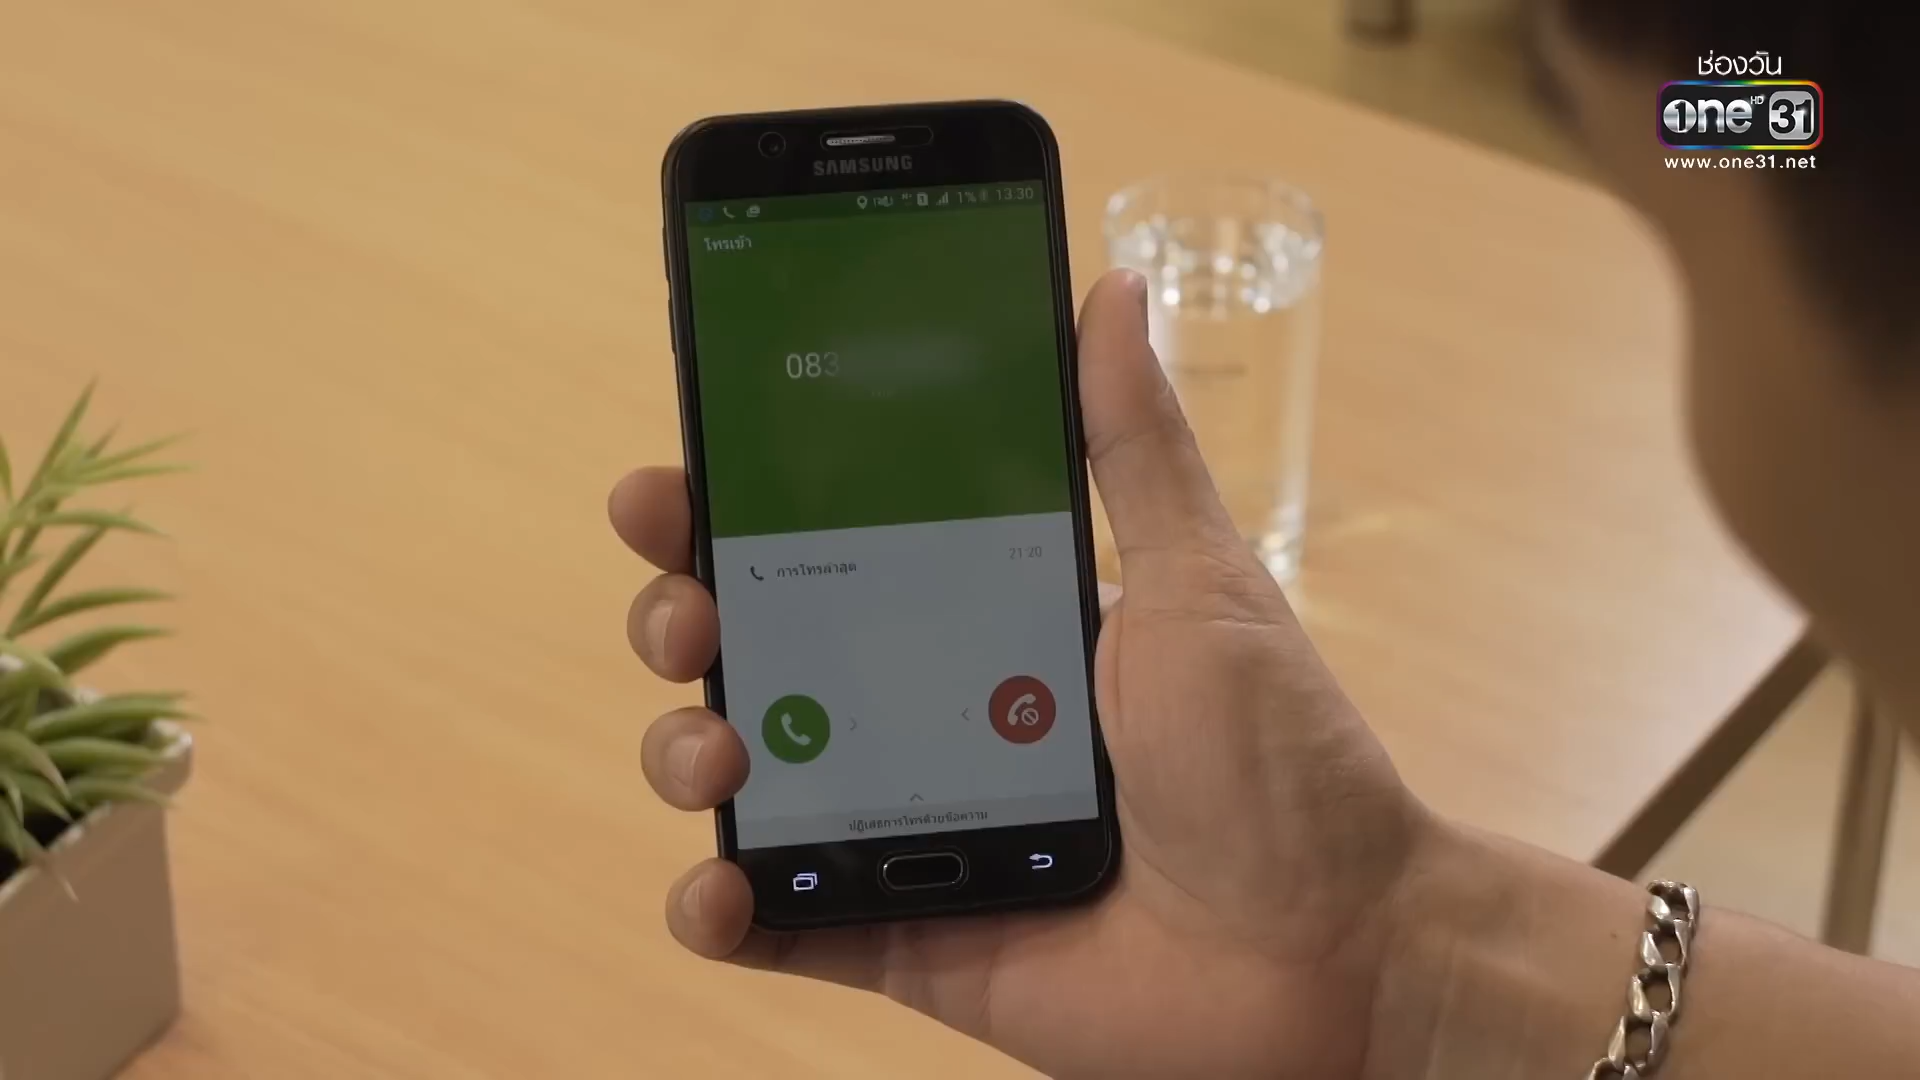 ช่องวัน
one HD 31
www.one31.net
SAMSUNG
1% 13:30
โทรเข้า
083
การโทรล่าสุด 21:20
ปฏิเสธการโทรด้วยข้อความ